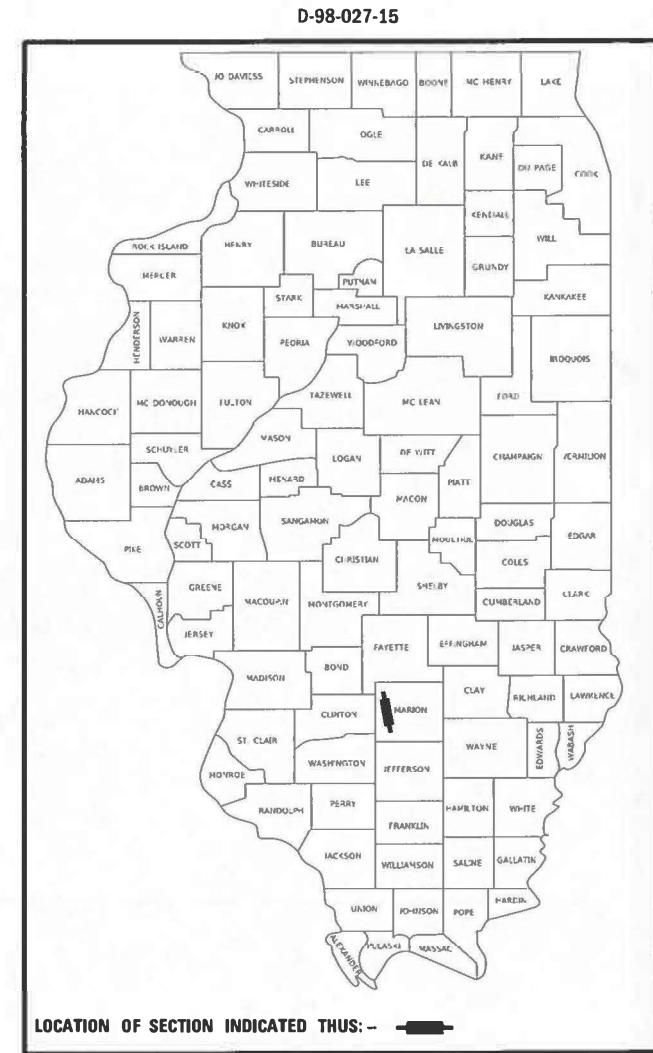 D-98-027-15
JO DAVIESS STEPHENSON WINNEBAGO BOONE MC HENRY LAKE
CARROLL OGLE DE KALB KANE DU PAGE COOK
WHITESIDE LEE KENDALL WILL
ROCK ISLAND HENRY BUREAU LA SALLE GRUNDY
MERCER PUTNAM KANKAKEE
HENDERSON WARREN KNOX STARK MARSHALL LIVINGSTON
PEORIA WOODFORD IROQUOIS
HANCOCK MC DONOUGH FULTON TAZEWELL MC LEAN FORD
SCHUYLER MASON LOGAN DE WITT CHAMPAIGN VERMILION
ADAMS BROWN CASS MENARD MACON PIATT
PIKE SCOTT MORGAN SANGAMON CHRISTIAN MOULTRIE DOUGLAS EDGAR
COLES
CALHOUN GREENE MACOUPIN MONTGOMERY SHELBY CUMBERLAND CLARK
JERSEY FAYETTE EFFINGHAM JASPER CRAWFORD
MADISON BOND CLAY RICHLAND LAWRENCE
CLINTON MARION
ST. CLAIR WASHINGTON JEFFERSON WAYNE EDWARDS WABASH
MONROE
RANDOLPH PERRY FRANKLIN HAMILTON WHITE
JACKSON WILLIAMSON SALINE GALLATIN
UNION JOHNSON POPE HARDIN
ALEXANDER PULASKI MASSAC
LOCATION OF SECTION INDICATED THUS: -